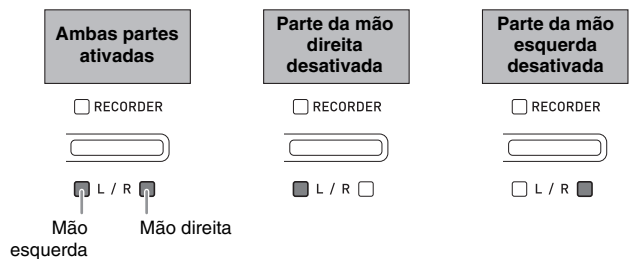 Ambas partes
ativadas
Parte da mão
direita
desativada
Parte da mão
esquerda
desativada
RECORDER
RECORDER
RECORDER
L / R
L / R
L / R
Mão
esquerda
Mão direita